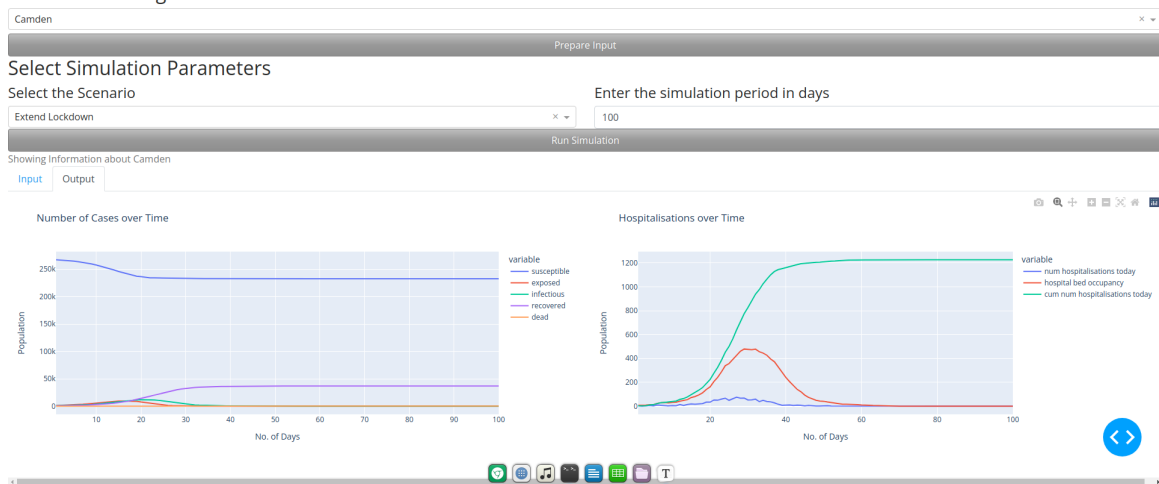 Camden
Prepare Input
Select Simulation Parameters
Select the Scenario
Enter the simulation period in days
Extend Lockdown
100
Run Simulation
Showing Information about Camden
Input Output
Number of Cases over Time
Hospitalisations over Time
250k
200k
150k
100k
50k
0
Population
10 20 30 40 50 60 70 80 90 100
No. of Days
variable
susceptible
exposed
infectious
recovered
dead
1200
1000
800
600
400
200
0
Population
20 40 60 80 100
No. of Days
variable
num hospitalisations today
hospital bed occupancy
cum num hospitalisations today
T